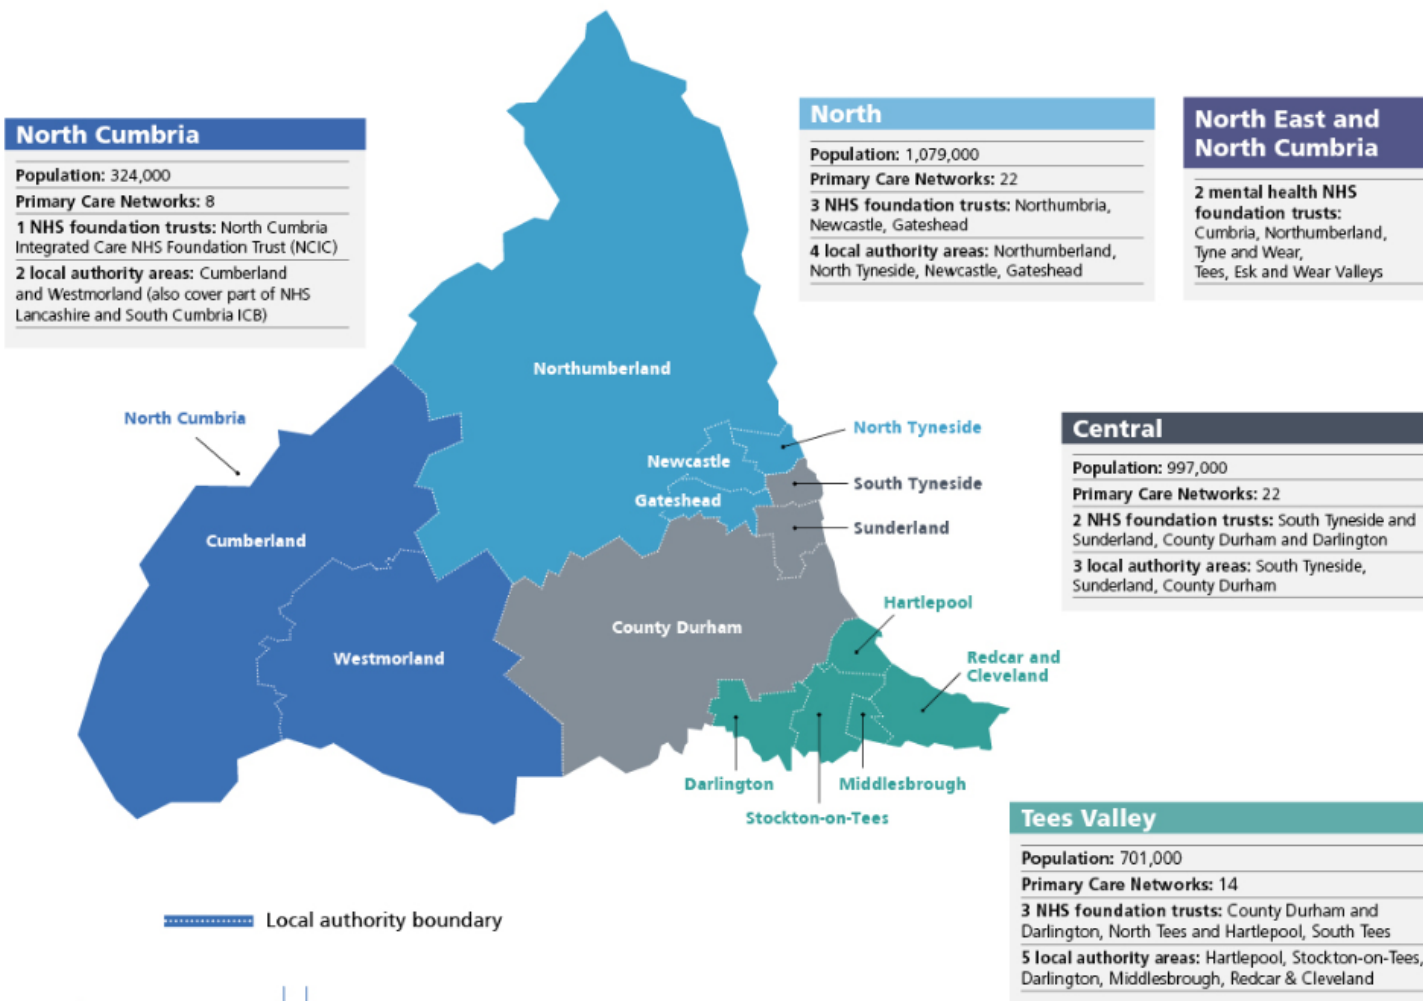 North Cumbria
Population: 324,000
Primary Care Networks: 8
1 NHS foundation trusts: North Cumbria
Integrated Care NHS Foundation Trust (NCIC)
2 local authority areas: Cumberland
and Westmorland (also cover part of NHS
Lancashire and South Cumbria ICB)
North
Population: 1,079,000
Primary Care Networks: 22
3 NHS foundation trusts: Northumbria,
Newcastle, Gateshead
4 local authority areas: Northumberland,
North Tyneside, Newcastle, Gateshead
North East and
North Cumbria
2 mental health NHS
foundation trusts:
Cumbria, Northumberland,
Tyne and Wear,
Tees, Esk and Wear Valleys
Northumberland
North Cumbria
North Tyneside
Newcastle
South Tyneside
Gateshead
Sunderland
Cumberland
County Durham
Westmorland
Hartlepool
Redcar and
Cleveland
Darlington
Middlesbrough
Stockton-on-Tees
Central
Population: 997,000
Primary Care Networks: 22
2 NHS foundation trusts: South Tyneside and
Sunderland, County Durham and Darlington
3 local authority areas: South Tyneside,
Sunderland, County Durham
Tees Valley
Population: 701,000
Primary Care Networks: 14
3 NHS foundation trusts: County Durham and
Darlington, North Tees and Hartlepool, South Tees
5 local authority areas: Hartlepool, Stockton-on-Tees,
Darlington, Middlesbrough, Redcar & Cleveland
Local authority boundary